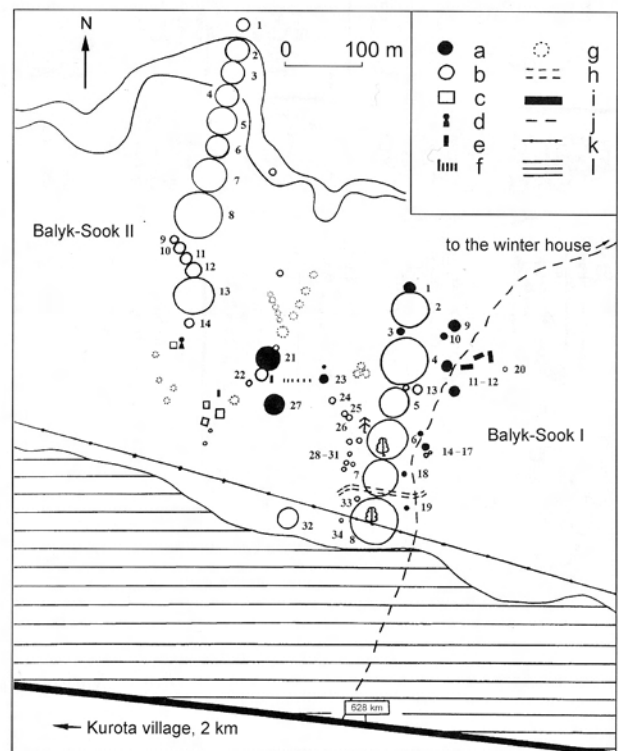 N
0 100 m
a
b
c
d
e
f
g
h
i
j
k
l
1
2
3
4
5
6
7
8
Balyk-Sook II
9
10
11
12
13
14
to the winter house
1
2
3
9
10
4
11–12
20
21
22
23
13
5
24
25
26
27
6
14–17
Balyk-Sook I
28–31
7
18
33
19
32
34
8
628 km
← Kurota village, 2 km